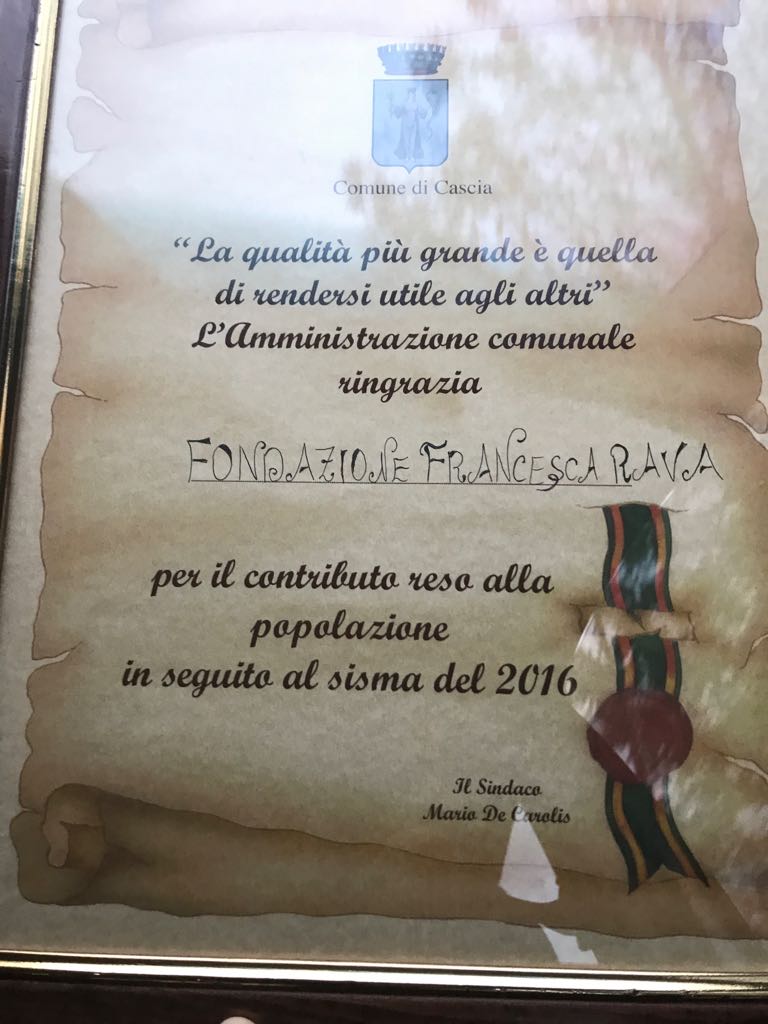 Comune di Cascia
“La qualità più grande è quella
di rendersi utile agli altri”
L'Amministrazione comunale
ringrazia
FONDAZIONE FRANCESCA RAVA
per il contributo reso alla
popolazione
in seguito al sisma del 2016
Il Sindaco
Mario De Carolis